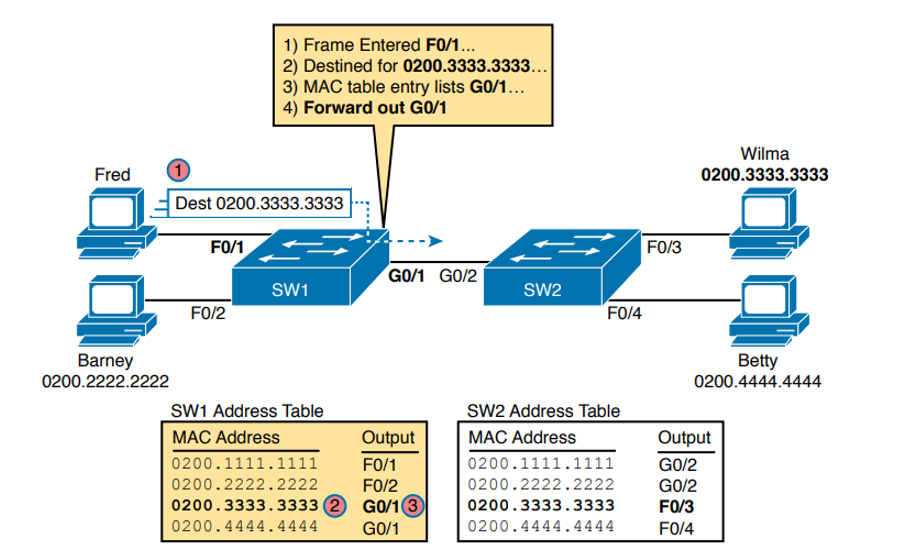 1) Frame Entered F0/1...
2) Destined for 0200.3333.3333...
3) MAC table entry lists G0/1...
4) Forward out G0/1
Fred
1
Dest 0200.3333.3333
Wilma
0200.3333.3333
F0/1
SW1
G0/1
G0/2
SW2
F0/3
F0/2
F0/4
Barney
0200.2222.2222
Betty
0200.4444.4444
SW1 Address Table
MAC Address Output
0200.1111.1111 F0/1
0200.2222.2222 F0/2
0200.3333.3333 2 G0/1 3
0200.4444.4444 G0/1
SW2 Address Table
MAC Address Output
0200.1111.1111 G0/2
0200.2222.2222 G0/2
0200.3333.3333 F0/3
0200.4444.4444 F0/4